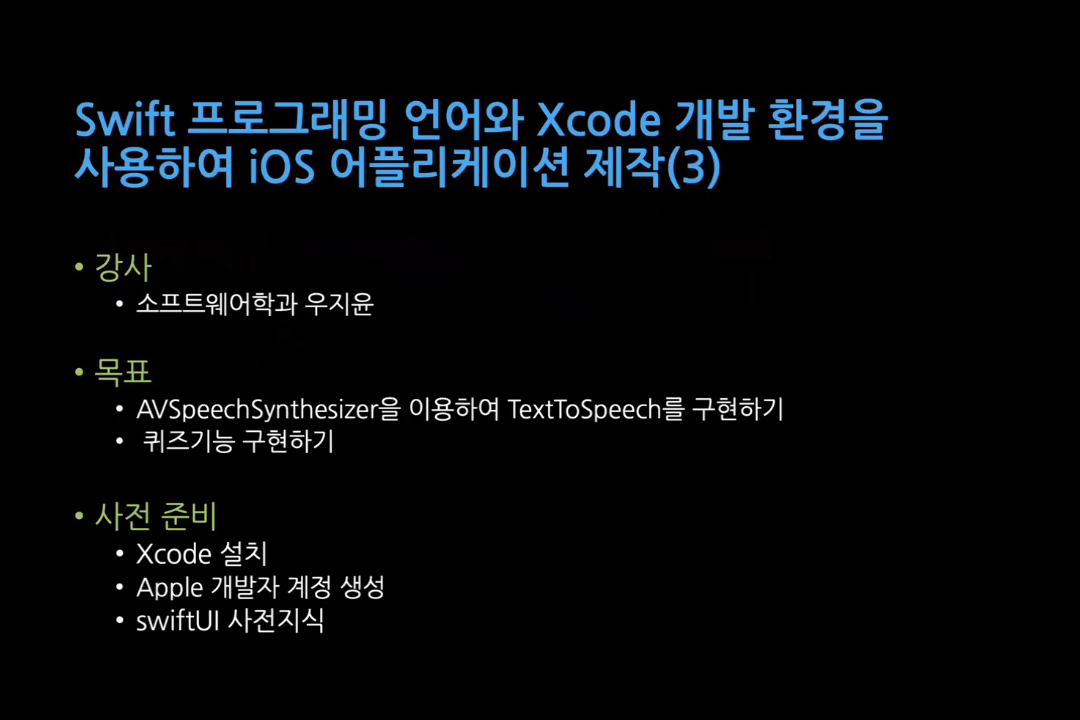 Swift 프로그래밍 언어와 Xcode 개발 환경을
사용하여 iOS 어플리케이션 제작(3)
• 강사
• 소프트웨어학과 우지윤
• 목표
• AVSpeechSynthesizer을 이용하여 TextToSpeech를 구현하기
• 퀴즈기능 구현하기
• 사전 준비
• Xcode 설치
• Apple 개발자 계정 생성
• swiftUI 사전지식